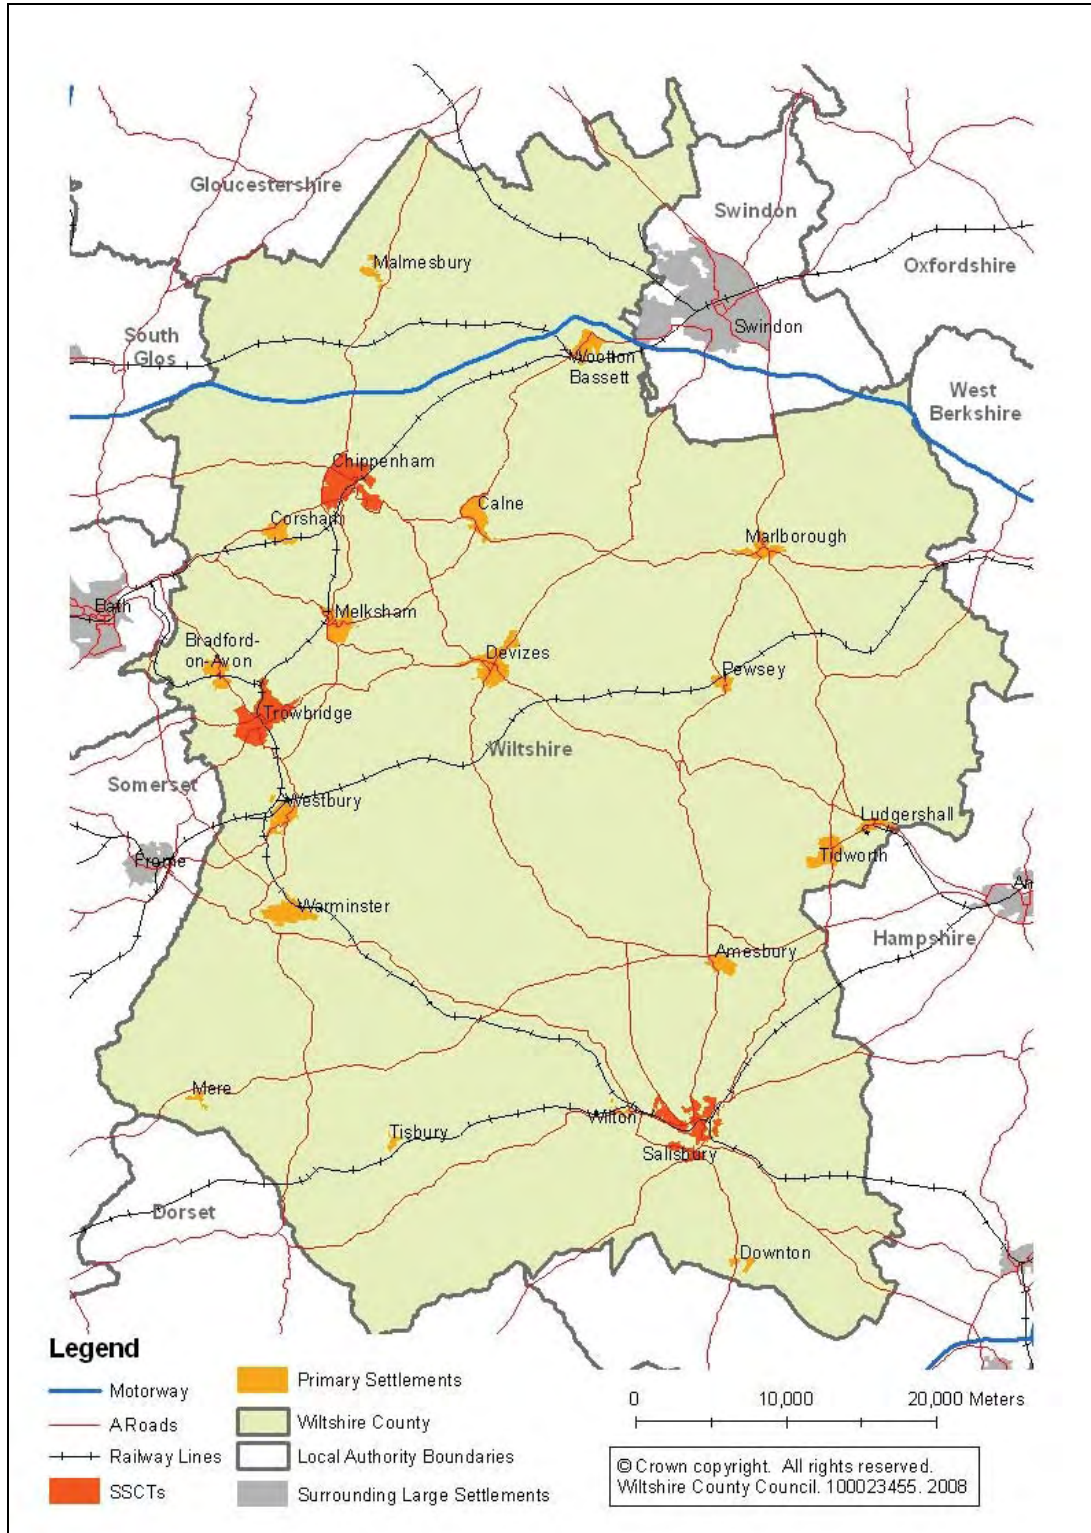 Gloucestershire
Swindon
Malmesbury
Oxfordshire
South
Glos
Swindon
Wootton
Bassett
West
Berkshire
Chippenham
Calne
Corsham
Marlborough
Bath
Melksham
Bradford-
on-Avon
Devizes
Pewsey
Trowbridge
Wiltshire
Somerset
Westbury
Ludgershall
Tidworth
Frome
An
Warminster
Hampshire
Amesbury
Mere
Wilton
Tisbury
Salisbury
Dorset
Downton
Legend
Motorway
A Roads
Railway Lines
SSCTs
Primary Settlements
Wiltshire County
Local Authority Boundaries
Surrounding Large Settlements
0 10,000 20,000 Meters
© Crown copyright. All rights reserved.
Wiltshire County Council. 100023455. 2008